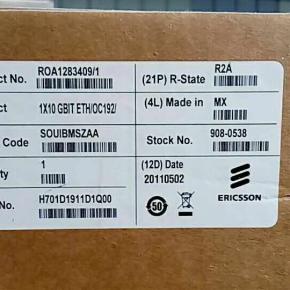 ct No. ROA1283409/1 (21P) R-State R2A
ct 1X10 GBIT ETH/OC192/ (4L) Made in MX
Code SOUIBMSZAA Stock No. 908-0538
ity 1 (12D) Date 20110502
No. H701D1911D1Q00 50 ERICSSON